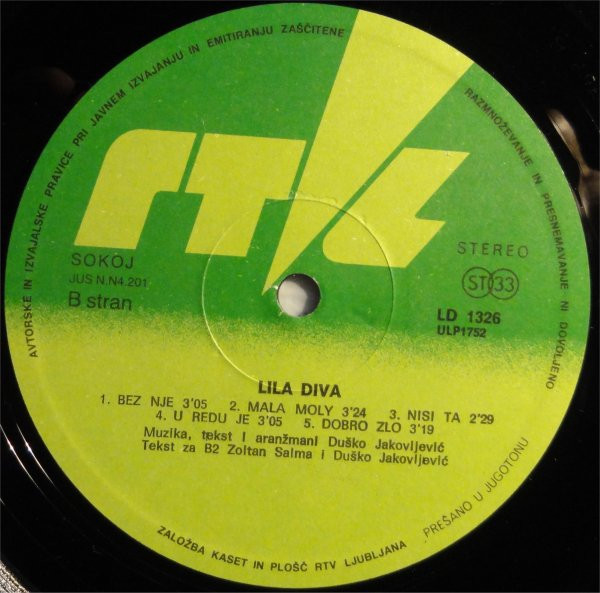 AVTORSKE IN IZVAJALSKE PRAVICE PRI JAVNEM IZVAJANJU IN EMITIRANJU ZAŠČITENE
RAZMNOŽEVANJE IN PRESNEMAVANJE NI DOVOLJENO
RTL
SOKOJ
JUS N.N4.201
B stran
STEREO
ST 33
LD 1326
ULP1752
LILA DIVA
1. BEZ NJE 3'05 2. MALA MOLY 3'24 3. NISI TA 2'29
4. U REDU JE 3'05 5. DOBRO ZLO 3'19
Muzika, tekst i aranžmani Duško Jakovljević
Tekst za B2 Zoltan Salma i Duško Jakovljević
PREŠANO U JUGOTONU
ZALOŽBA KASET IN PLOŠČ RTV LJUBLJANA